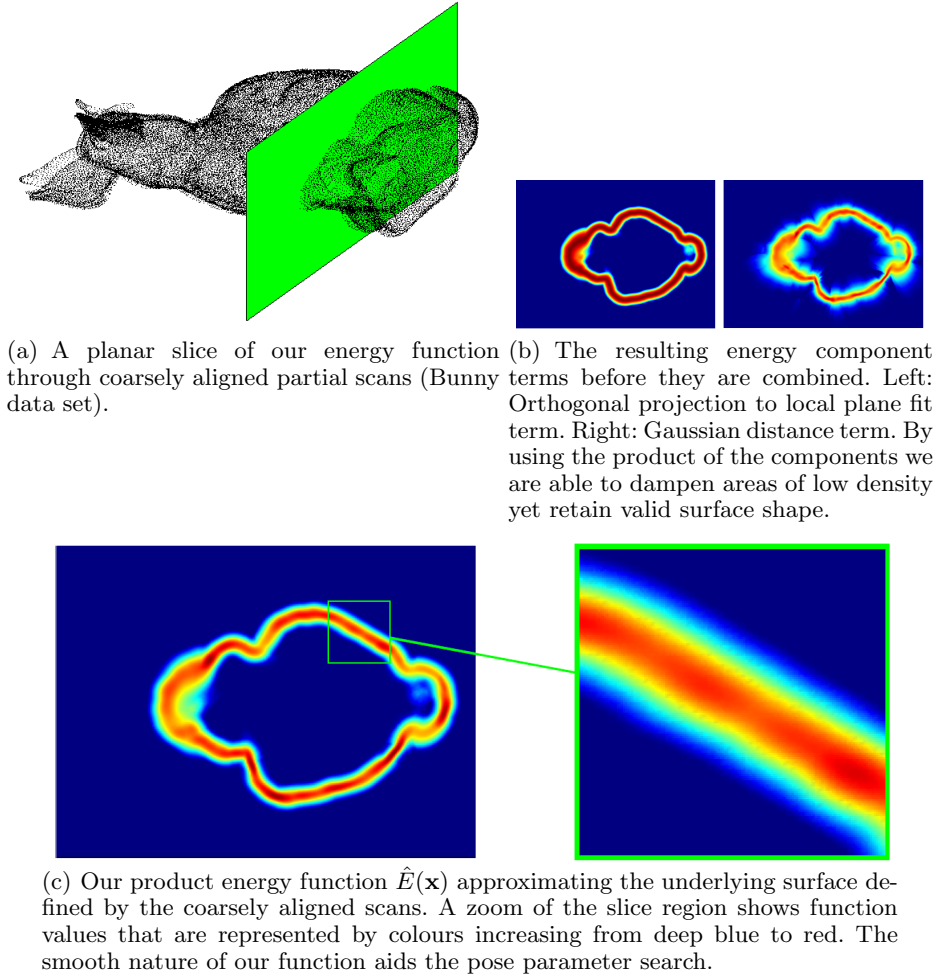 (a) A planar slice of our energy function
through coarsely aligned partial scans (Bunny
data set).
(b) The resulting energy component
terms before they are combined. Left:
Orthogonal projection to local plane fit
term. Right: Gaussian distance term. By
using the product of the components we
are able to dampen areas of low density
yet retain valid surface shape.
(c) Our product energy function Ê(x) approximating the underlying surface de-
fined by the coarsely aligned scans. A zoom of the slice region shows function
values that are represented by colours increasing from deep blue to red. The
smooth nature of our function aids the pose parameter search.